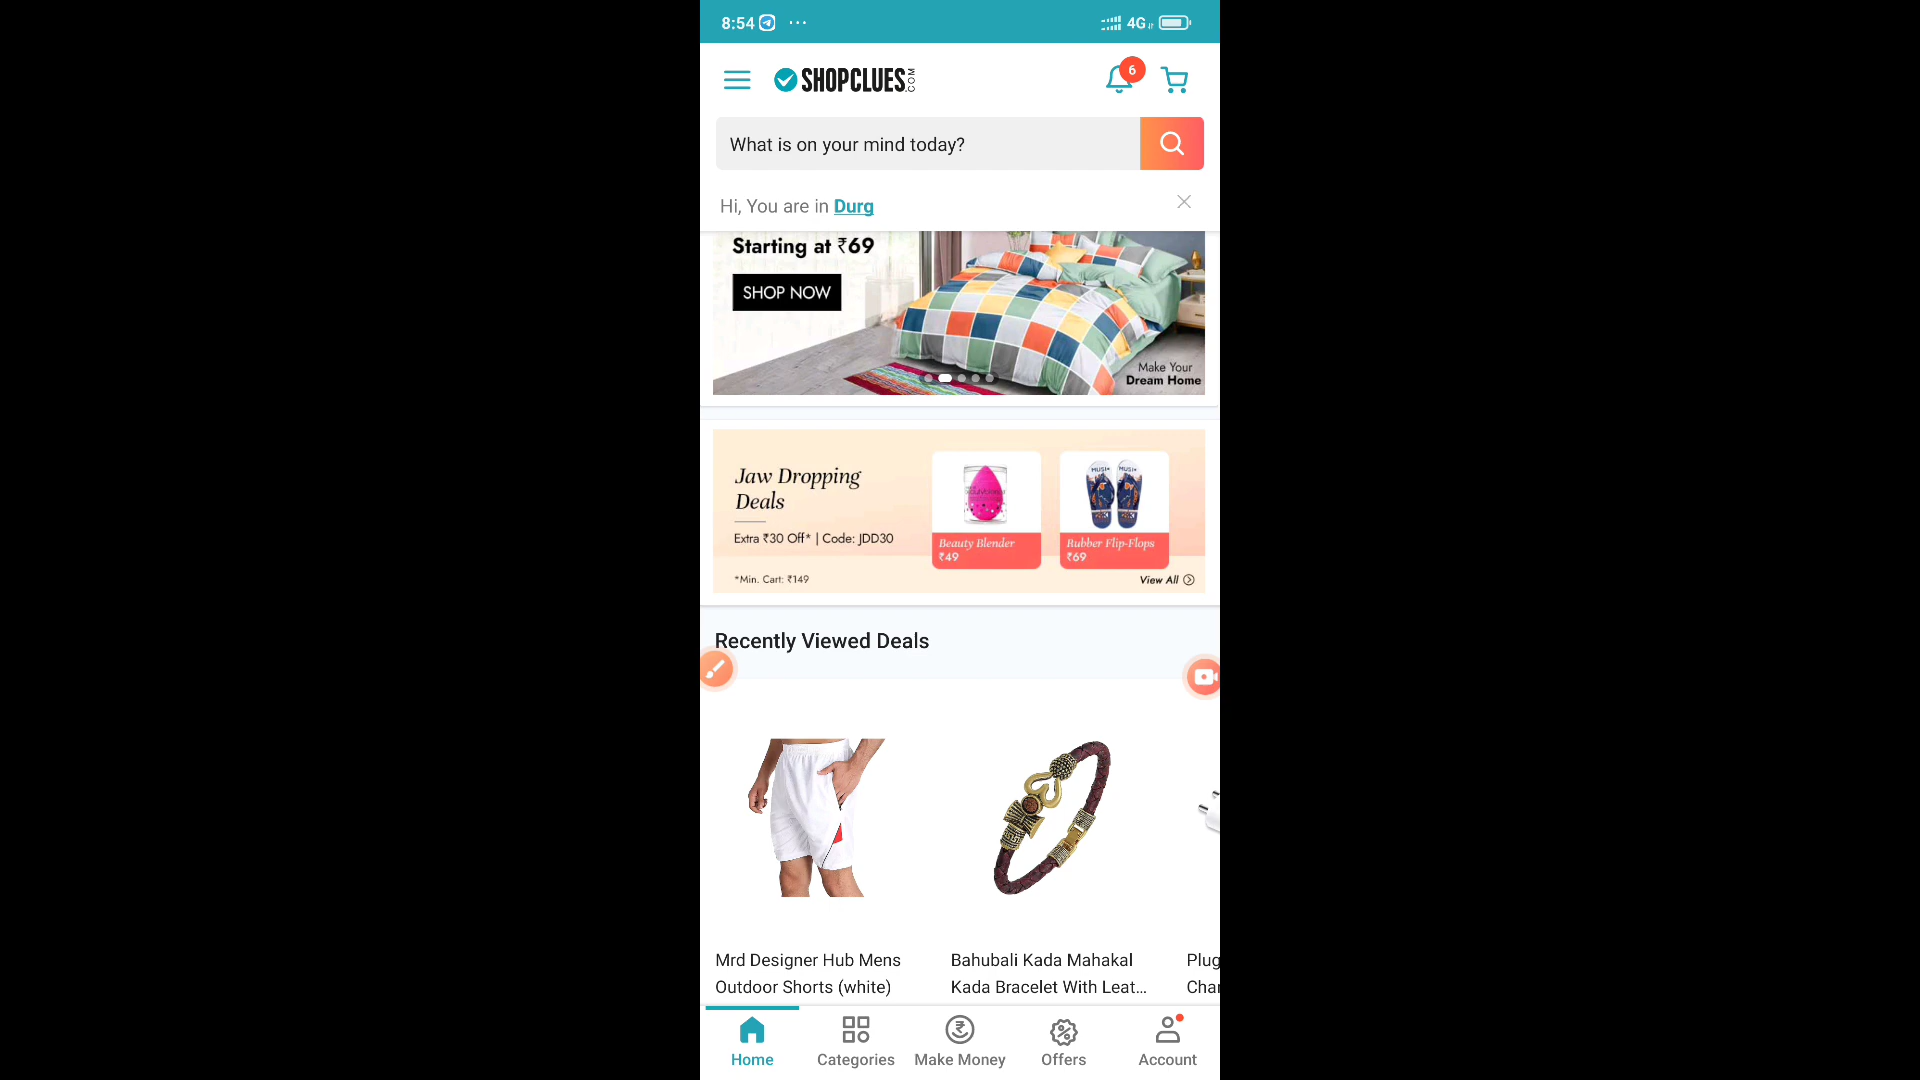 8:54
4G
SHOPCLUES.COM
6
What is on your mind today?
Hi, You are in Durg
Starting at ₹69
SHOP NOW
Make Your
Dream Home
Jaw Dropping
Deals
Extra ₹30 Off* | Code: JDD30
*Min. Cart: ₹149
Beauty Blender
₹49
Rubber Flip-Flops
₹69
View All
Recently Viewed Deals
Mrd Designer Hub Mens
Outdoor Shorts (white)
Bahubali Kada Mahakal
Kada Bracelet With Leat...
Plug
Home
Categories
Make Money
Offers
Account